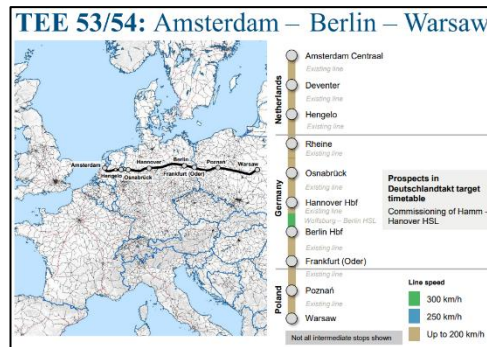 TEE 53/54: Amsterdam – Berlin – Warsaw
Amsterdam
Hengelo
Osnabrück
Hannover
Berlin
Frankfurt (Oder)
Poznań
Warsaw
Netherlands
Germany
Poland
Amsterdam Centraal
Existing line
Deventer
Existing line
Hengelo
Existing line
Rheine
Existing line
Osnabrück
Existing line
Hannover Hbf
Existing line
Wolfsburg – Berlin HSL
Berlin Hbf
Existing line
Frankfurt (Oder)
Existing line
Poznań
Existing line
Warsaw
Prospects in
Deutschlandtakt target
timetable
Commissioning of Hamm –
Hanover HSL
Line speed
300 km/h
250 km/h
Up to 200 km/h
Not all intermediate stops shown